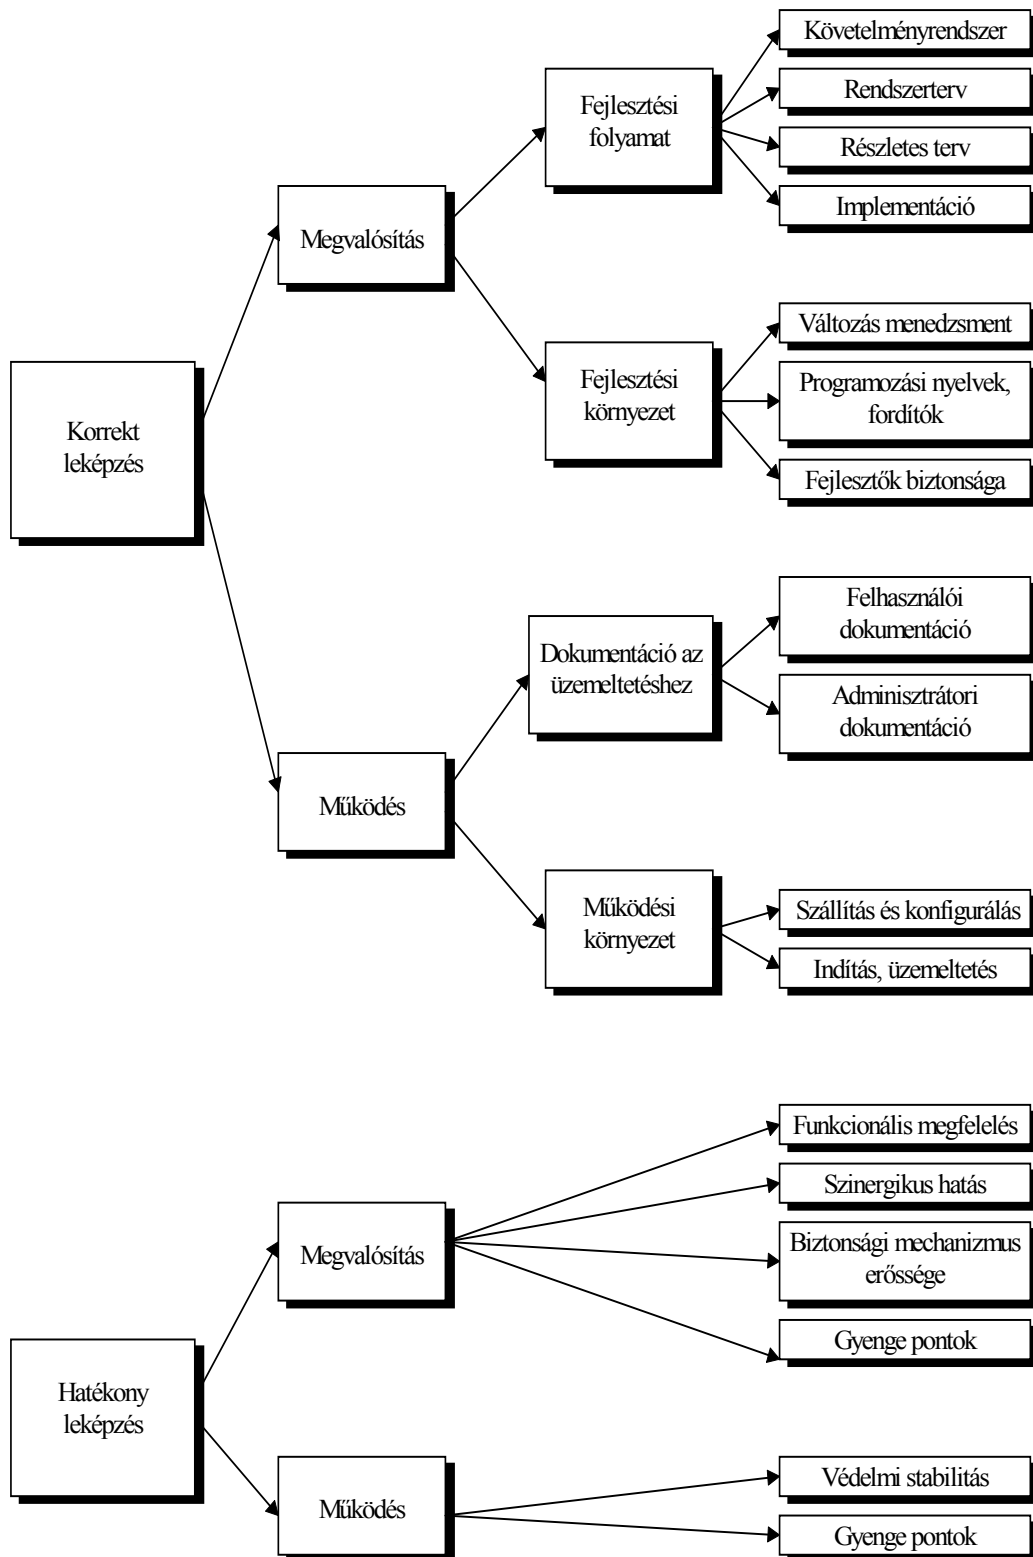 Követelményrendszer
Fejlesztési
folyamat
Rendszerterv
Részletes terv
Implementáció
Megvalósítás
Változás menedzsment
Fejlesztési
környezet
Programozási nyelvek,
fordítók
Fejlesztők biztonsága
Korrekt
leképzés
Felhasználói
dokumentáció
Dokumentáció az
üzemeltetéshez
Adminisztrátori
dokumentáció
Működés
Működési
környezet
Szállítás és konfigurálás
Indítás, üzemeltetés
Funkcionális megfelelés
Szinergikus hatás
Megvalósítás
Biztonsági mechanizmus
erőssége
Gyenge pontok
Hatékony
leképzés
Védelmi stabilitás
Működés
Gyenge pontok